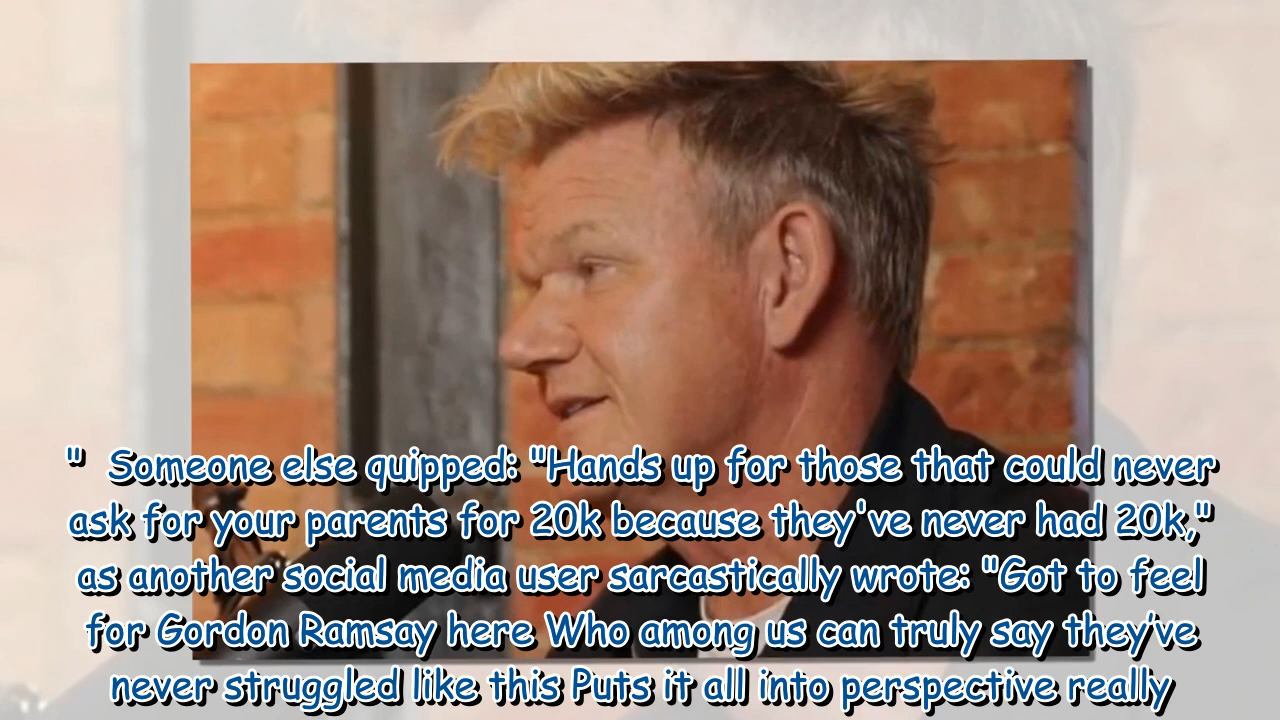 "  Someone else quipped: "Hands up for those that could never
ask for your parents for 20k because they've never had 20k,"
as another social media user sarcastically wrote: "Got to feel
for Gordon Ramsay here Who among us can truly say they've
never struggled like this Puts it all into perspective really